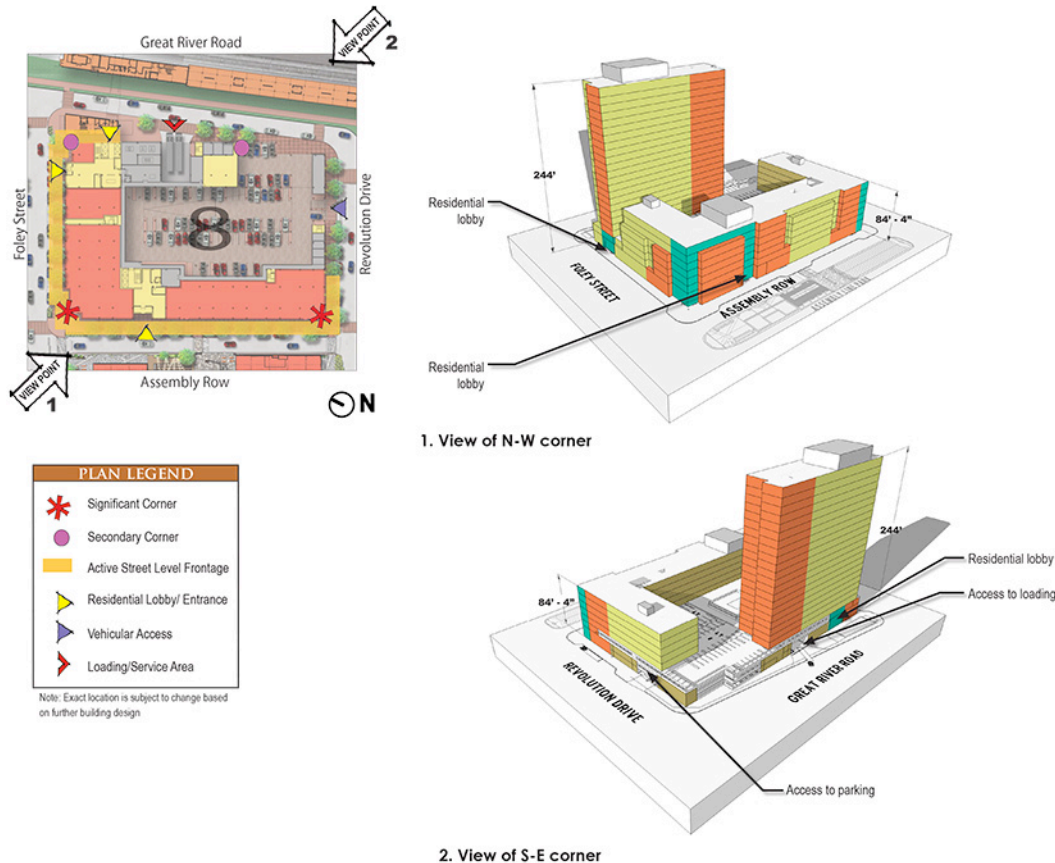 Great River Road
VIEW POINT
2
Foley Street
8
Revolution Drive
Assembly Row
VIEW POINT
1
N
244'
Residential
lobby
84' - 4"
FOLEY STREET
ASSEMBLY ROW
Residential
lobby
1. View of N-W corner
PLAN LEGEND
Significant Corner
Secondary Corner
Active Street Level Frontage
Residential Lobby/ Entrance
Vehicular Access
Loading/Service Area
Note: Exact location is subject to change based
on further building design
244'
Residential lobby
Access to loading
84' - 4"
REVOLUTION DRIVE
GREAT RIVER ROAD
Access to parking
2. View of S-E corner